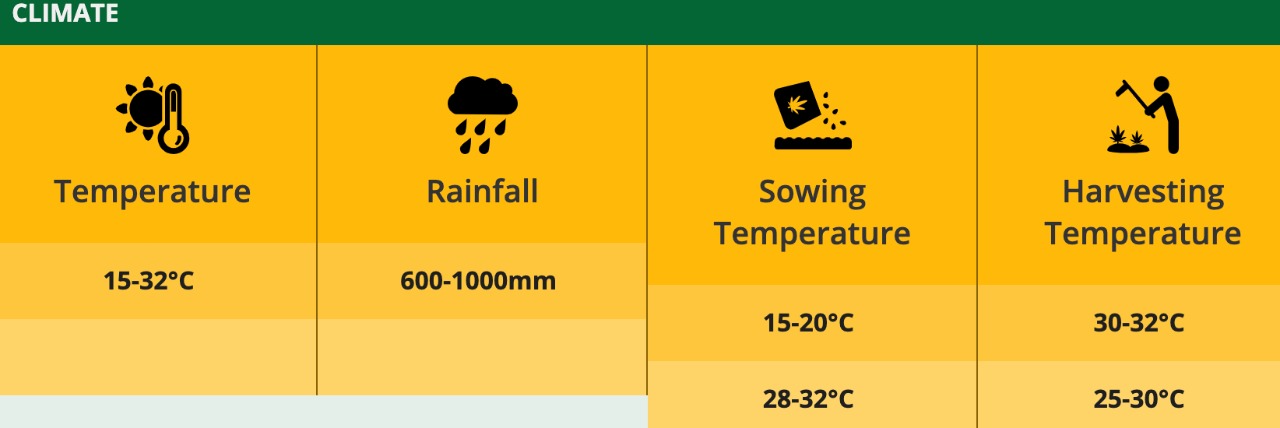 CLIMATE
Temperature
Rainfall
Sowing
Temperature
Harvesting
Temperature
15-32°C
600-1000mm
15-20°C
30-32°C
28-32°C
25-30°C